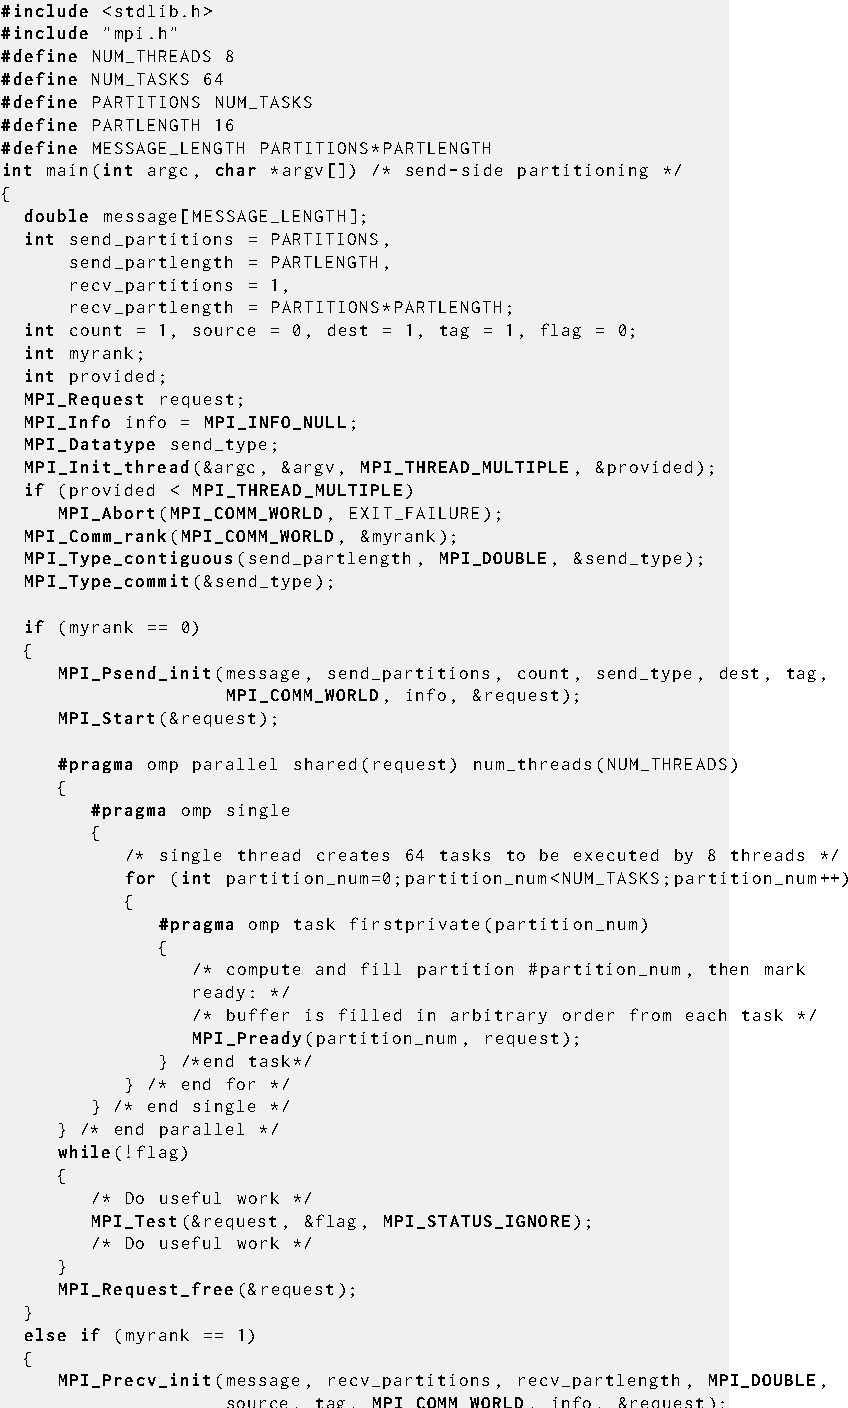 #include <stdlib.h>
#include "mpi.h"
#define NUM_THREADS 8
#define NUM_TASKS 64
#define PARTITIONS NUM_TASKS
#define PARTLENGTH 16
#define MESSAGE_LENGTH PARTITIONS*PARTLENGTH
int main(int argc, char *argv[]) /* send-side partitioning */
{
  double message[MESSAGE_LENGTH];
  int send_partitions = PARTITIONS,
      send_partlength = PARTLENGTH,
      recv_partitions = 1,
      recv_partlength = PARTITIONS*PARTLENGTH;
  int count = 1, source = 0, dest = 1, tag = 1, flag = 0;
  int myrank;
  int provided;
  MPI_Request request;
  MPI_Info info = MPI_INFO_NULL;
  MPI_Datatype send_type;
  MPI_Init_thread(&argc, &argv, MPI_THREAD_MULTIPLE, &provided);
  if (provided < MPI_THREAD_MULTIPLE)
     MPI_Abort(MPI_COMM_WORLD, EXIT_FAILURE);
  MPI_Comm_rank(MPI_COMM_WORLD, &myrank);
  MPI_Type_contiguous(send_partlength, MPI_DOUBLE, &send_type);
  MPI_Type_commit(&send_type);

  if (myrank == 0)
  {
     MPI_Psend_init(message, send_partitions, count, send_type, dest, tag,
                    MPI_COMM_WORLD, info, &request);
     MPI_Start(&request);

     #pragma omp parallel shared(request) num_threads(NUM_THREADS)
     {
        #pragma omp single
        {
           /* single thread creates 64 tasks to be executed by 8 threads */
           for (int partition_num=0;partition_num<NUM_TASKS;partition_num++)
           {
              #pragma omp task firstprivate(partition_num)
              {
                 /* compute and fill partition #partition_num, then mark
                 ready: */
                 /* buffer is filled in arbitrary order from each task */
                 MPI_Pready(partition_num, request);
              } /*end task*/
           } /* end for */
        } /* end single */
     } /* end parallel */
     while(!flag)
     {
        /* Do useful work */
        MPI_Test(&request, &flag, MPI_STATUS_IGNORE);
        /* Do useful work */
     }
     MPI_Request_free(&request);
  }
  else if (myrank == 1)
  {
     MPI_Precv_init(message, recv_partitions, recv_partlength, MPI_DOUBLE,
                    source, tag, MPI_COMM_WORLD, info, &request);